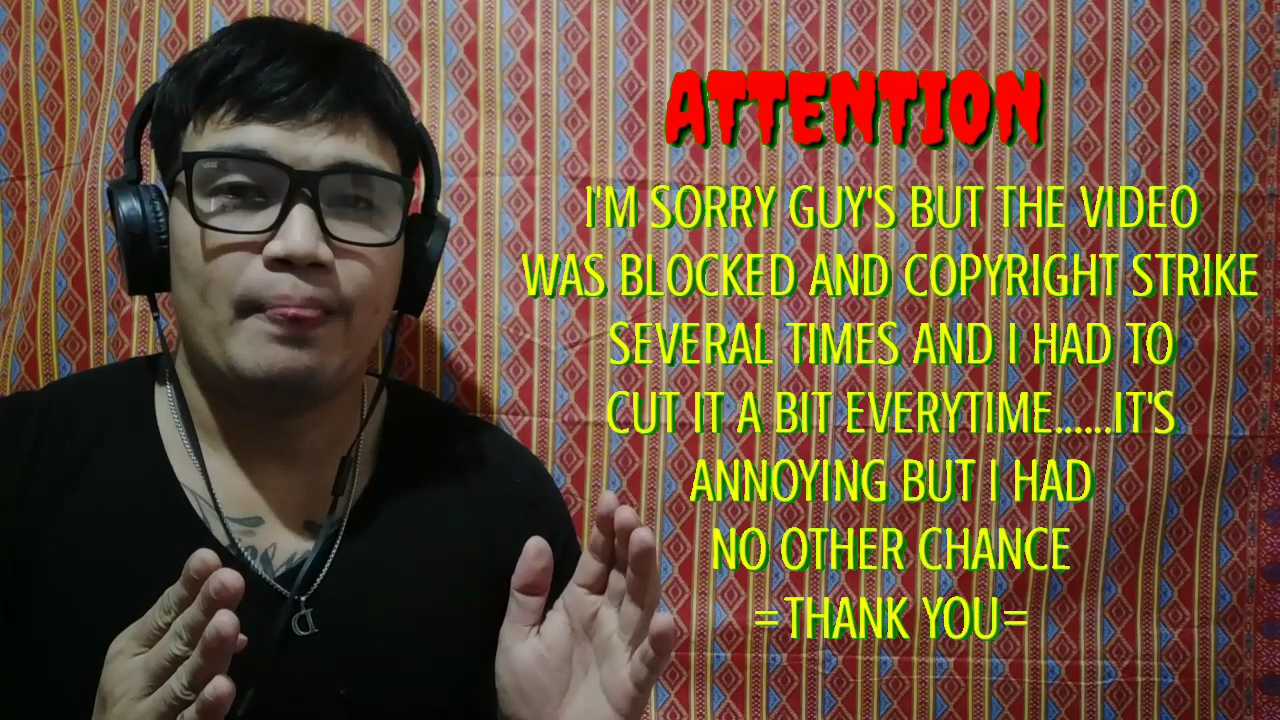 ATTENTION
I'M SORRY GUY'S BUT THE VIDEO
WAS BLOCKED AND COPYRIGHT STRIKE
SEVERAL TIMES AND I HAD TO
CUT IT A BIT EVERYTIME......IT'S
ANNOYING BUT I HAD
NO OTHER CHANCE
=THANK YOU=